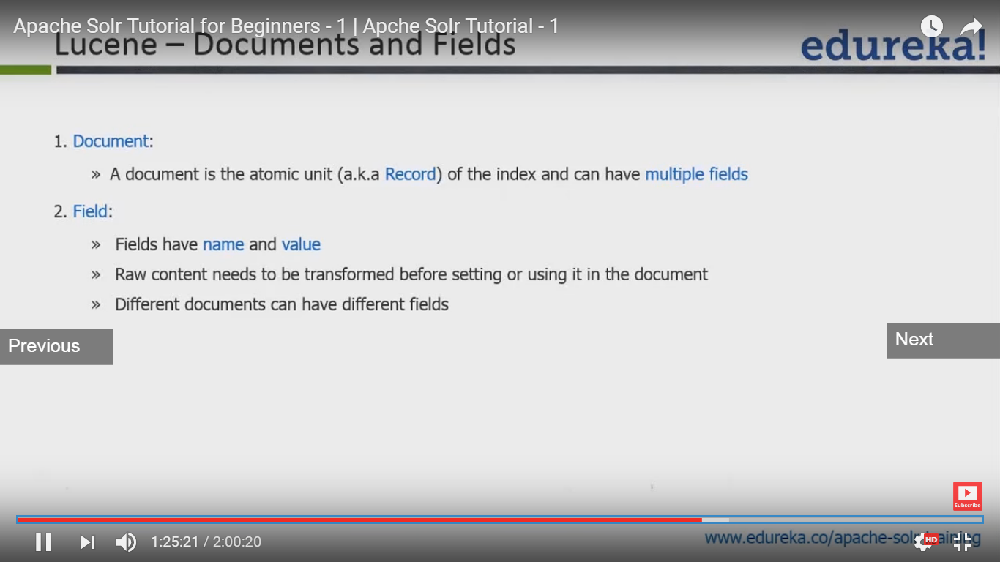 Apache Solr Tutorial for Beginners - 1 | Apche Solr Tutorial - 1
Lucene – Documents and Fields
edureka!
1. Document:
» A document is the atomic unit (a.k.a Record) of the index and can have multiple fields
2. Field:
» Fields have name and value
» Raw content needs to be transformed before setting or using it in the document
» Different documents can have different fields
Previous
Next
Subscribe
1:25:21 / 2:00:20
www.edureka.co/apache-solr-training
HD